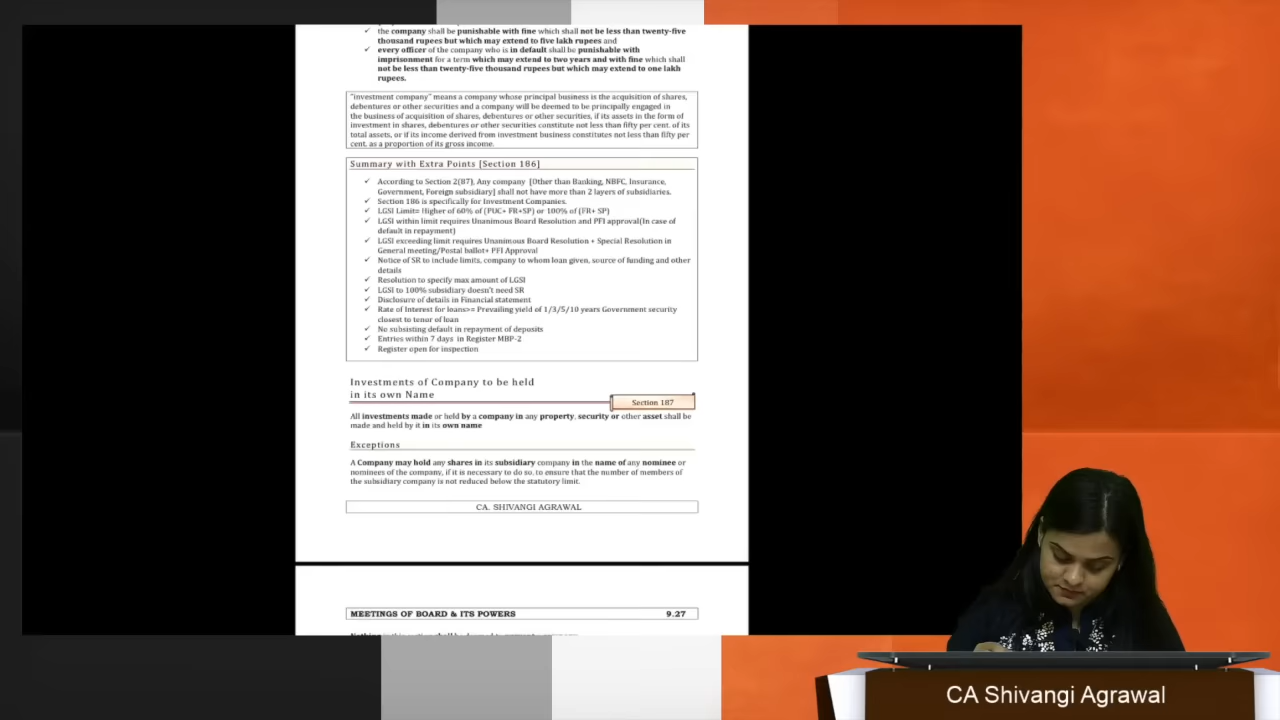 the company shall be punishable with fine which shall not be less than twenty-five
thousand rupees but which may extend to five lakh rupees and
every officer of the company who is in default shall be punishable with
imprisonment for a term which may extend to two years and with fine which shall
not be less than twenty-five thousand rupees but which may extend to one lakh
rupees.
"investment company" means a company whose principal business is the acquisition of shares,
debentures or other securities and a company will be deemed to be principally engaged in
the business of acquisition of shares, debentures or other securities, if its assets in the form of
investment in shares, debentures or other securities constitute not less than fifty per cent. of its
total assets, or if its income derived from investment business constitutes not less than fifty per
cent, as a proportion of its gross income.
Summary with Extra Points [Section 186]
✓ According to Section 2(87), Any company [Other than Banking, NBFC, Insurance,
Government, Foreign subsidiary] shall not have more than 2 layers of subsidiaries.
✓ Section 186 is specifically for Investment Companies.
✓ LGSI Limit= Higher of 60% of (PUC+ FR+SP) or 100% of (FR+ SP)
✓ LGSI within limit requires Unanimous Board Resolution and PFI approval(In case of
default in repayment)
✓ LGSI exceeding limit requires Unanimous Board Resolution + Special Resolution in
General meeting/Postal ballot+ PFI Approval
✓ Notice of SR to include limits, company to whom loan given, source of funding and other
details
✓ Resolution to specify max amount of LGSI
✓ LGSI to 100% subsidiary doesn't need SR
✓ Disclosure of details in Financial statement
✓ Rate of Interest for loans>= Prevailing yield of 1/3/5/10 years Government security
closest to tenor of loan
✓ No subsisting default in repayment of deposits
✓ Entries within 7 days in Register MBP-2
✓ Register open for inspection
Investments of Company to be held
in its own Name
Section 187
All investments made or held by a company in any property, security or other asset shall be
made and held by it in its own name
Exceptions
A Company may hold any shares in its subsidiary company in the name of any nominee or
nominees of the company, if it is necessary to do so, to ensure that the number of members of
the subsidiary company is not reduced below the statutory limit.
CA. SHIVANGI AGRAWAL
MEETINGS OF BOARD & ITS POWERS 9.27
CA Shivangi Agrawal